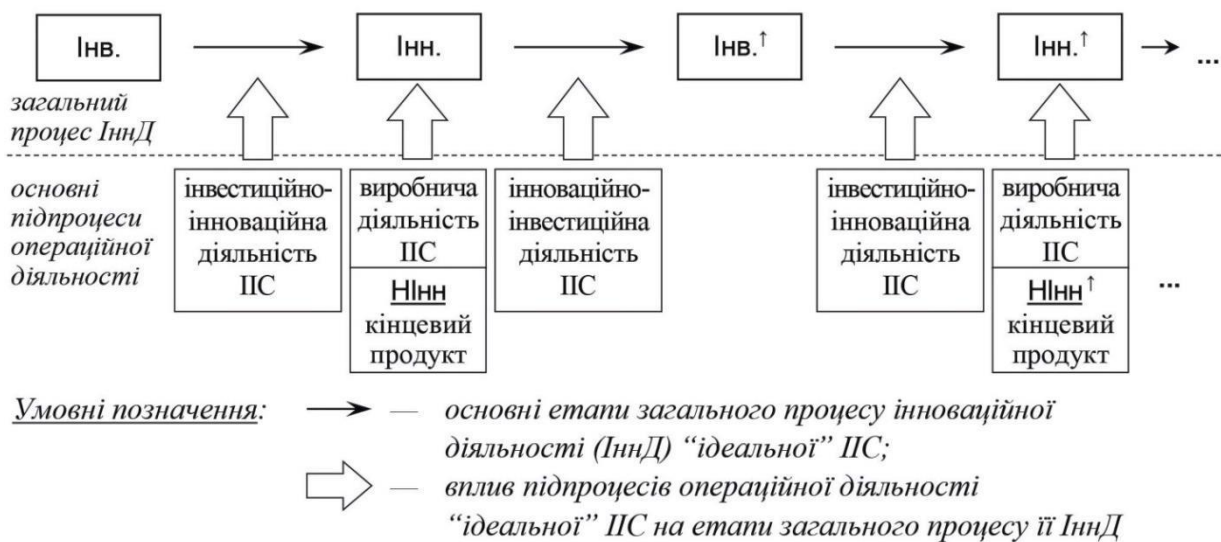 Інв.
Інн.
Інв.↑
Інн.↑
...
загальний
процес ІннД
основні
підпроцеси
операційної
діяльності
інвестиційно-
інноваційна
діяльність
ІІС
виробнича
діяльність
ІІС
НІнн
кінцевий
продукт
інноваційно-
інвестиційна
діяльність
ІІС
інвестиційно-
інноваційна
діяльність
ІІС
виробнича
діяльність
ІІС
НІнн↑
кінцевий
продукт
...
Умовні позначення: → — основні етапи загального процесу інноваційної
діяльності (ІннД) “ідеальної” ІІС;
— вплив підпроцесів операційної діяльності
“ідеальної” ІІС на етапи загального процесу її ІннД